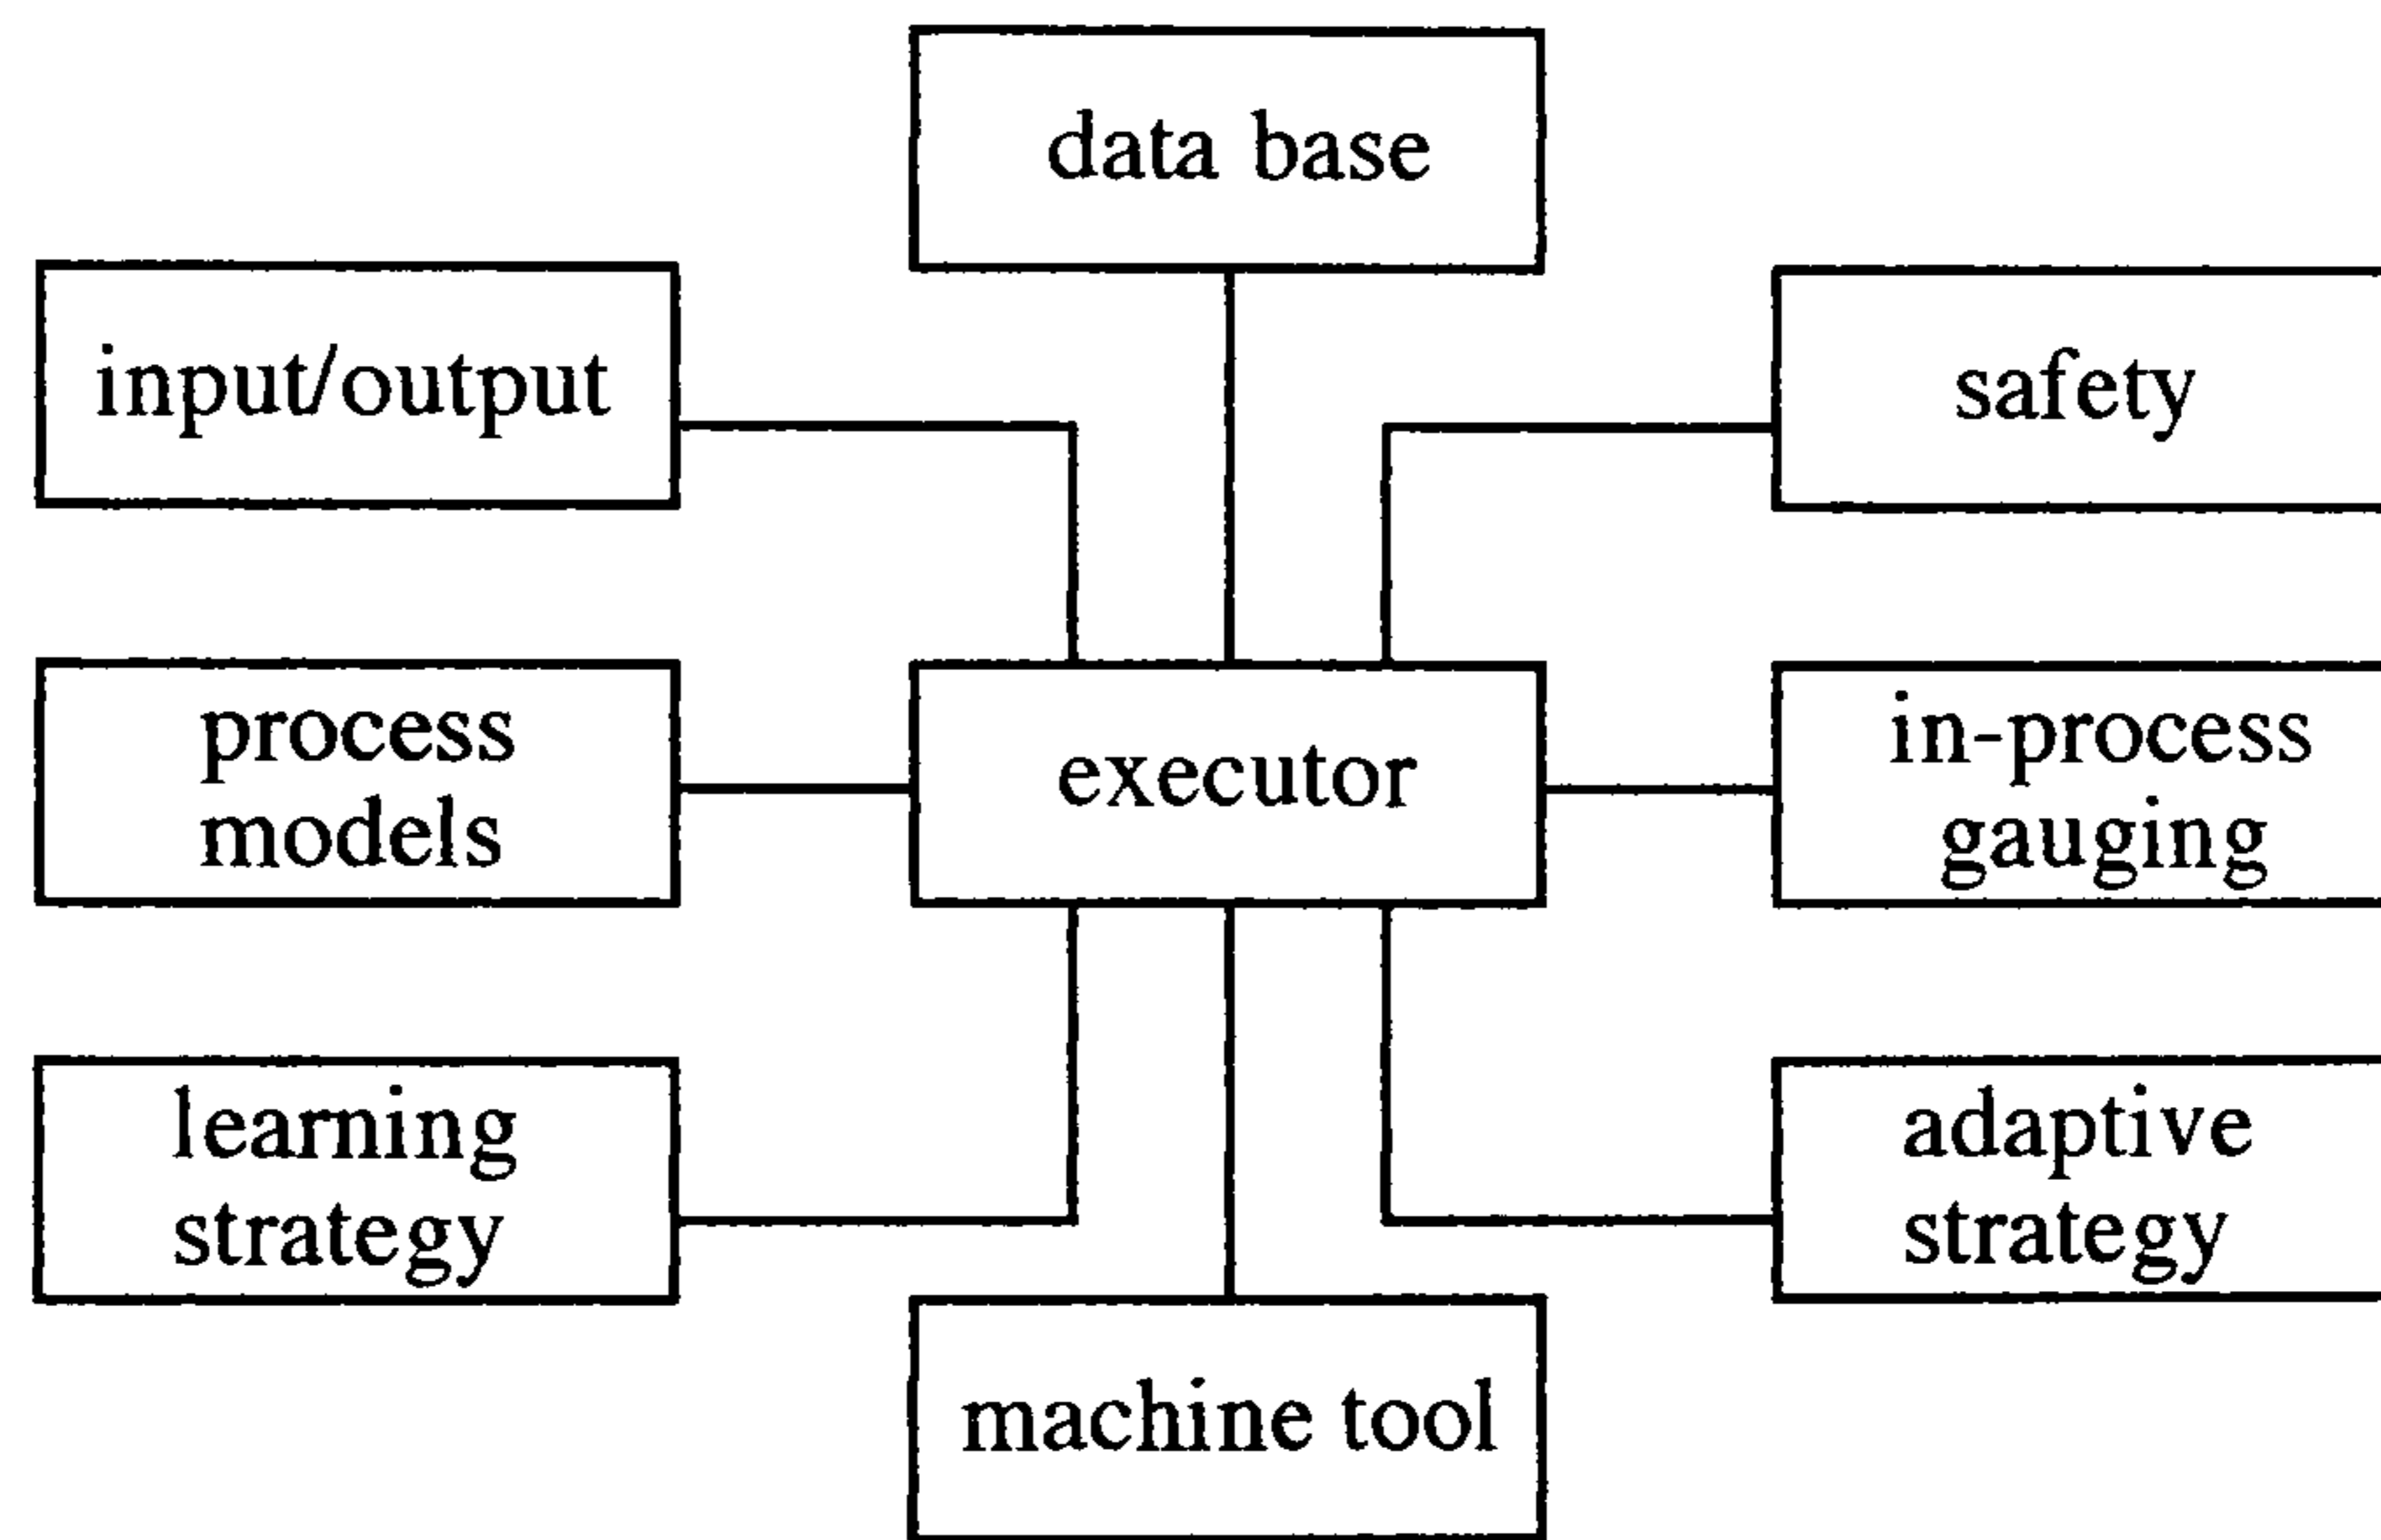 data base
input/output
safety
process
models
executor
in-process
gauging
learning
strategy
adaptive
strategy
machine tool